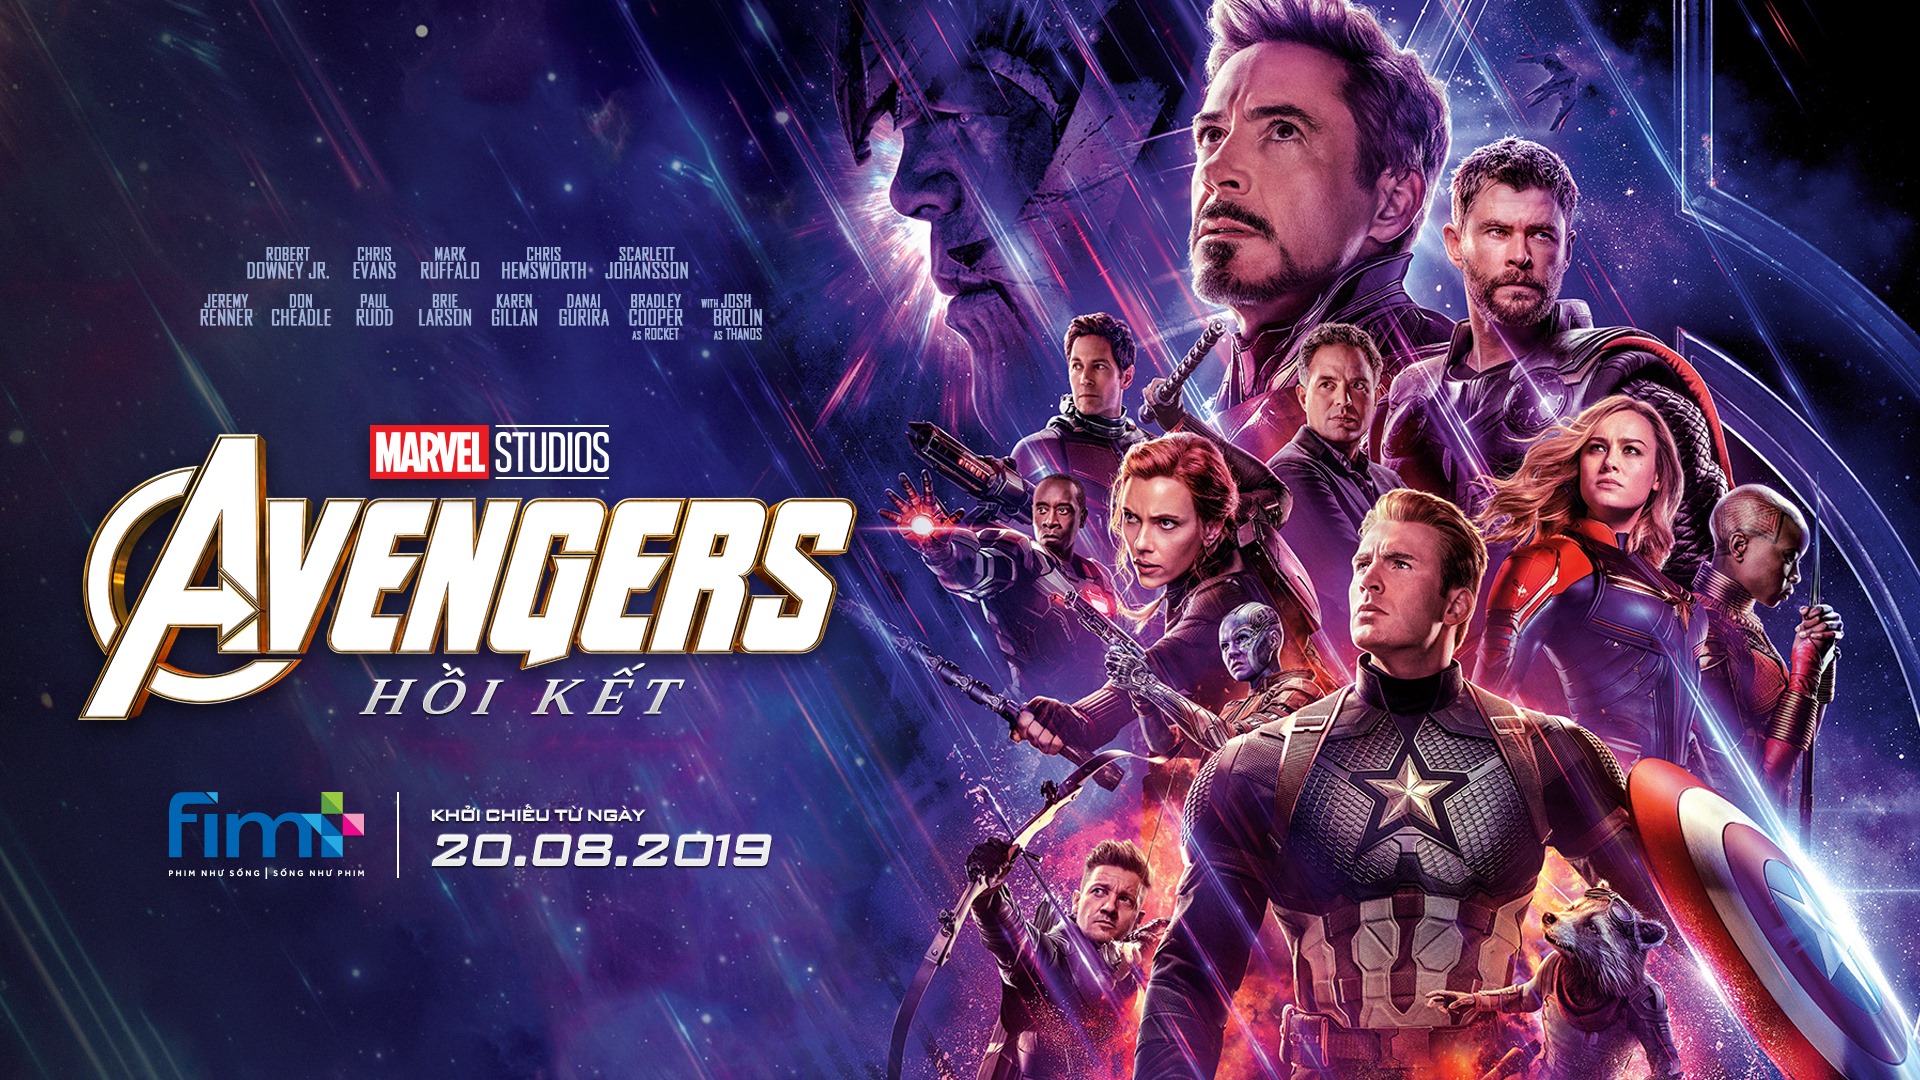 ROBERT DOWNEY JR. CHRIS EVANS MARK RUFFALO CHRIS HEMSWORTH SCARLETT JOHANSSON
JEREMY RENNER DON CHEADLE PAUL RUDD BRIE LARSON KAREN GILLAN DANAI GURIRA BRADLEY COOPER AS ROCKET WITH JOSH BROLIN AS THANOS
MARVEL STUDIOS
AVENGERS
HỒI KẾT
fim+
PHIM NHƯ SỐNG | SỐNG NHƯ PHIM
KHỞI CHIẾU TỪ NGÀY
20.08.2019